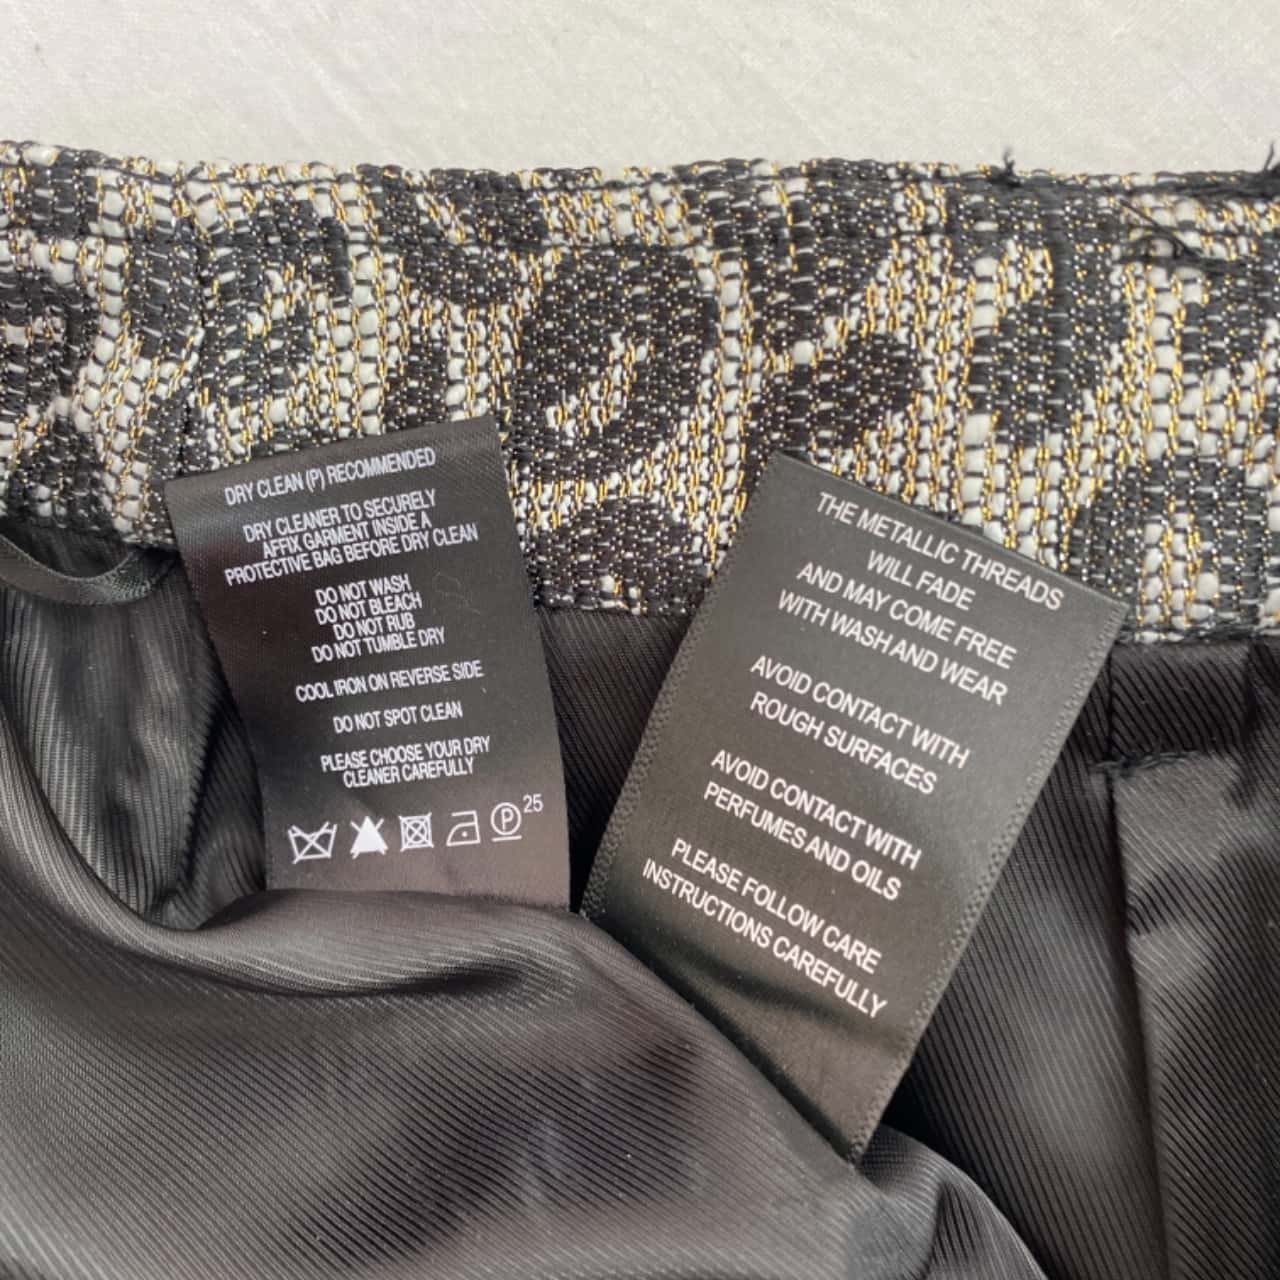 DRY CLEAN (P) RECOMMENDED
DRY CLEANER TO SECURELY
AFFIX GARMENT INSIDE A
PROTECTIVE BAG BEFORE DRY CLEAN
DO NOT WASH
DO NOT BLEACH
DO NOT RUB
DO NOT TUMBLE DRY
COOL IRON ON REVERSE SIDE
DO NOT SPOT CLEAN
PLEASE CHOOSE YOUR DRY
CLEANER CAREFULLY
P 25
THE METALLIC THREADS
WILL FADE
AND MAY COME FREE
WITH WASH AND WEAR
AVOID CONTACT WITH
ROUGH SURFACES
AVOID CONTACT WITH
PERFUMES AND OILS
PLEASE FOLLOW CARE
INSTRUCTIONS CAREFULLY